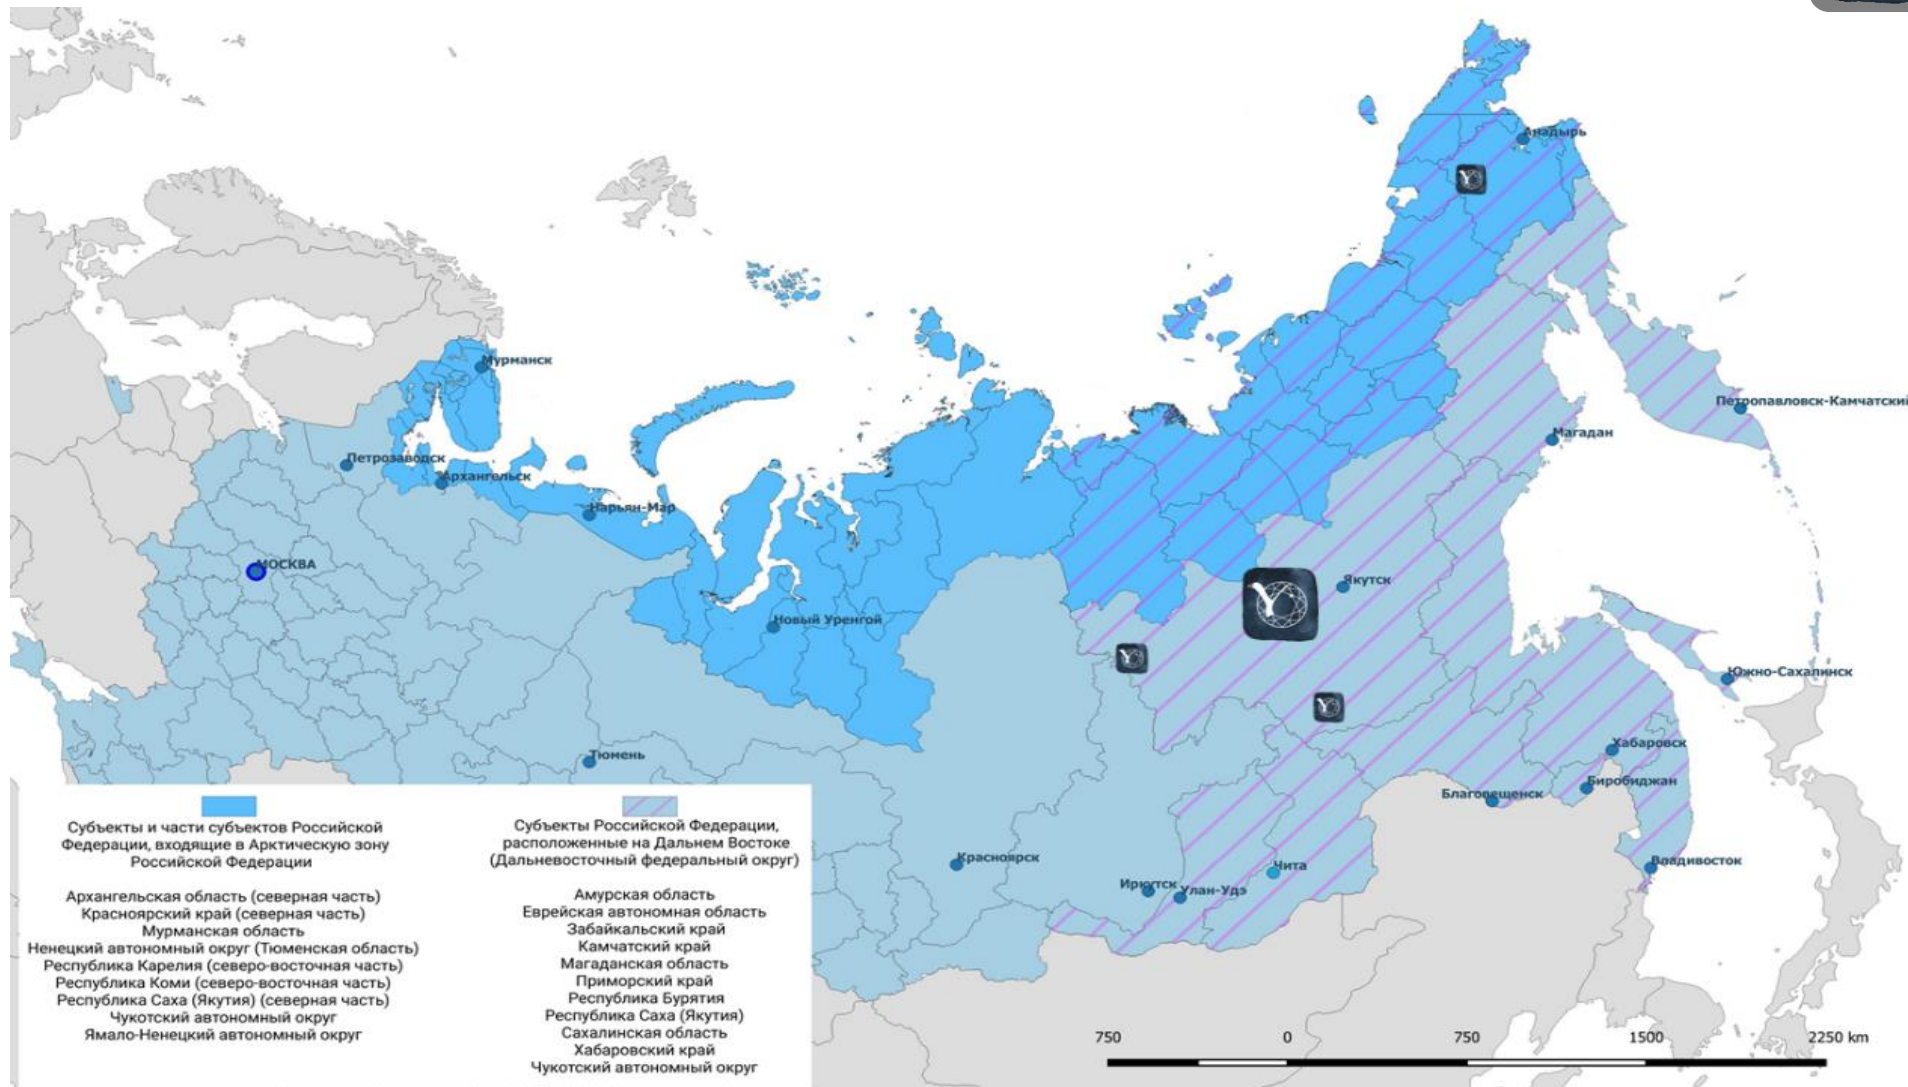 Анадырь
Мурманск
Петропавловск-Камчатский
Магадан
Петрозаводск
Архангельск
Нарьян-Мар
МОСКВА
Якутск
Новый Уренгой
Южно-Сахалинск
Хабаровск
Тюмень
Биробиджан
Благовещенск
Владивосток
Красноярск
Чита
Иркутск
Улан-Удэ
Субъекты и части субъектов Российской
Федерации, входящие в Арктическую зону
Российской Федерации
Архангельская область (северная часть)
Красноярский край (северная часть)
Мурманская область
Ненецкий автономный округ (Тюменская область)
Республика Карелия (северо-восточная часть)
Республика Коми (северо-восточная часть)
Республика Саха (Якутия) (северная часть)
Чукотский автономный округ
Ямало-Ненецкий автономный округ
Субъекты Российской Федерации,
расположенные на Дальнем Востоке
(Дальневосточный федеральный округ)
Амурская область
Еврейская автономная область
Забайкальский край
Камчатский край
Магаданская область
Приморский край
Республика Бурятия
Республика Саха (Якутия)
Сахалинская область
Хабаровский край
Чукотский автономный округ
750 0 750 1500 2250 km